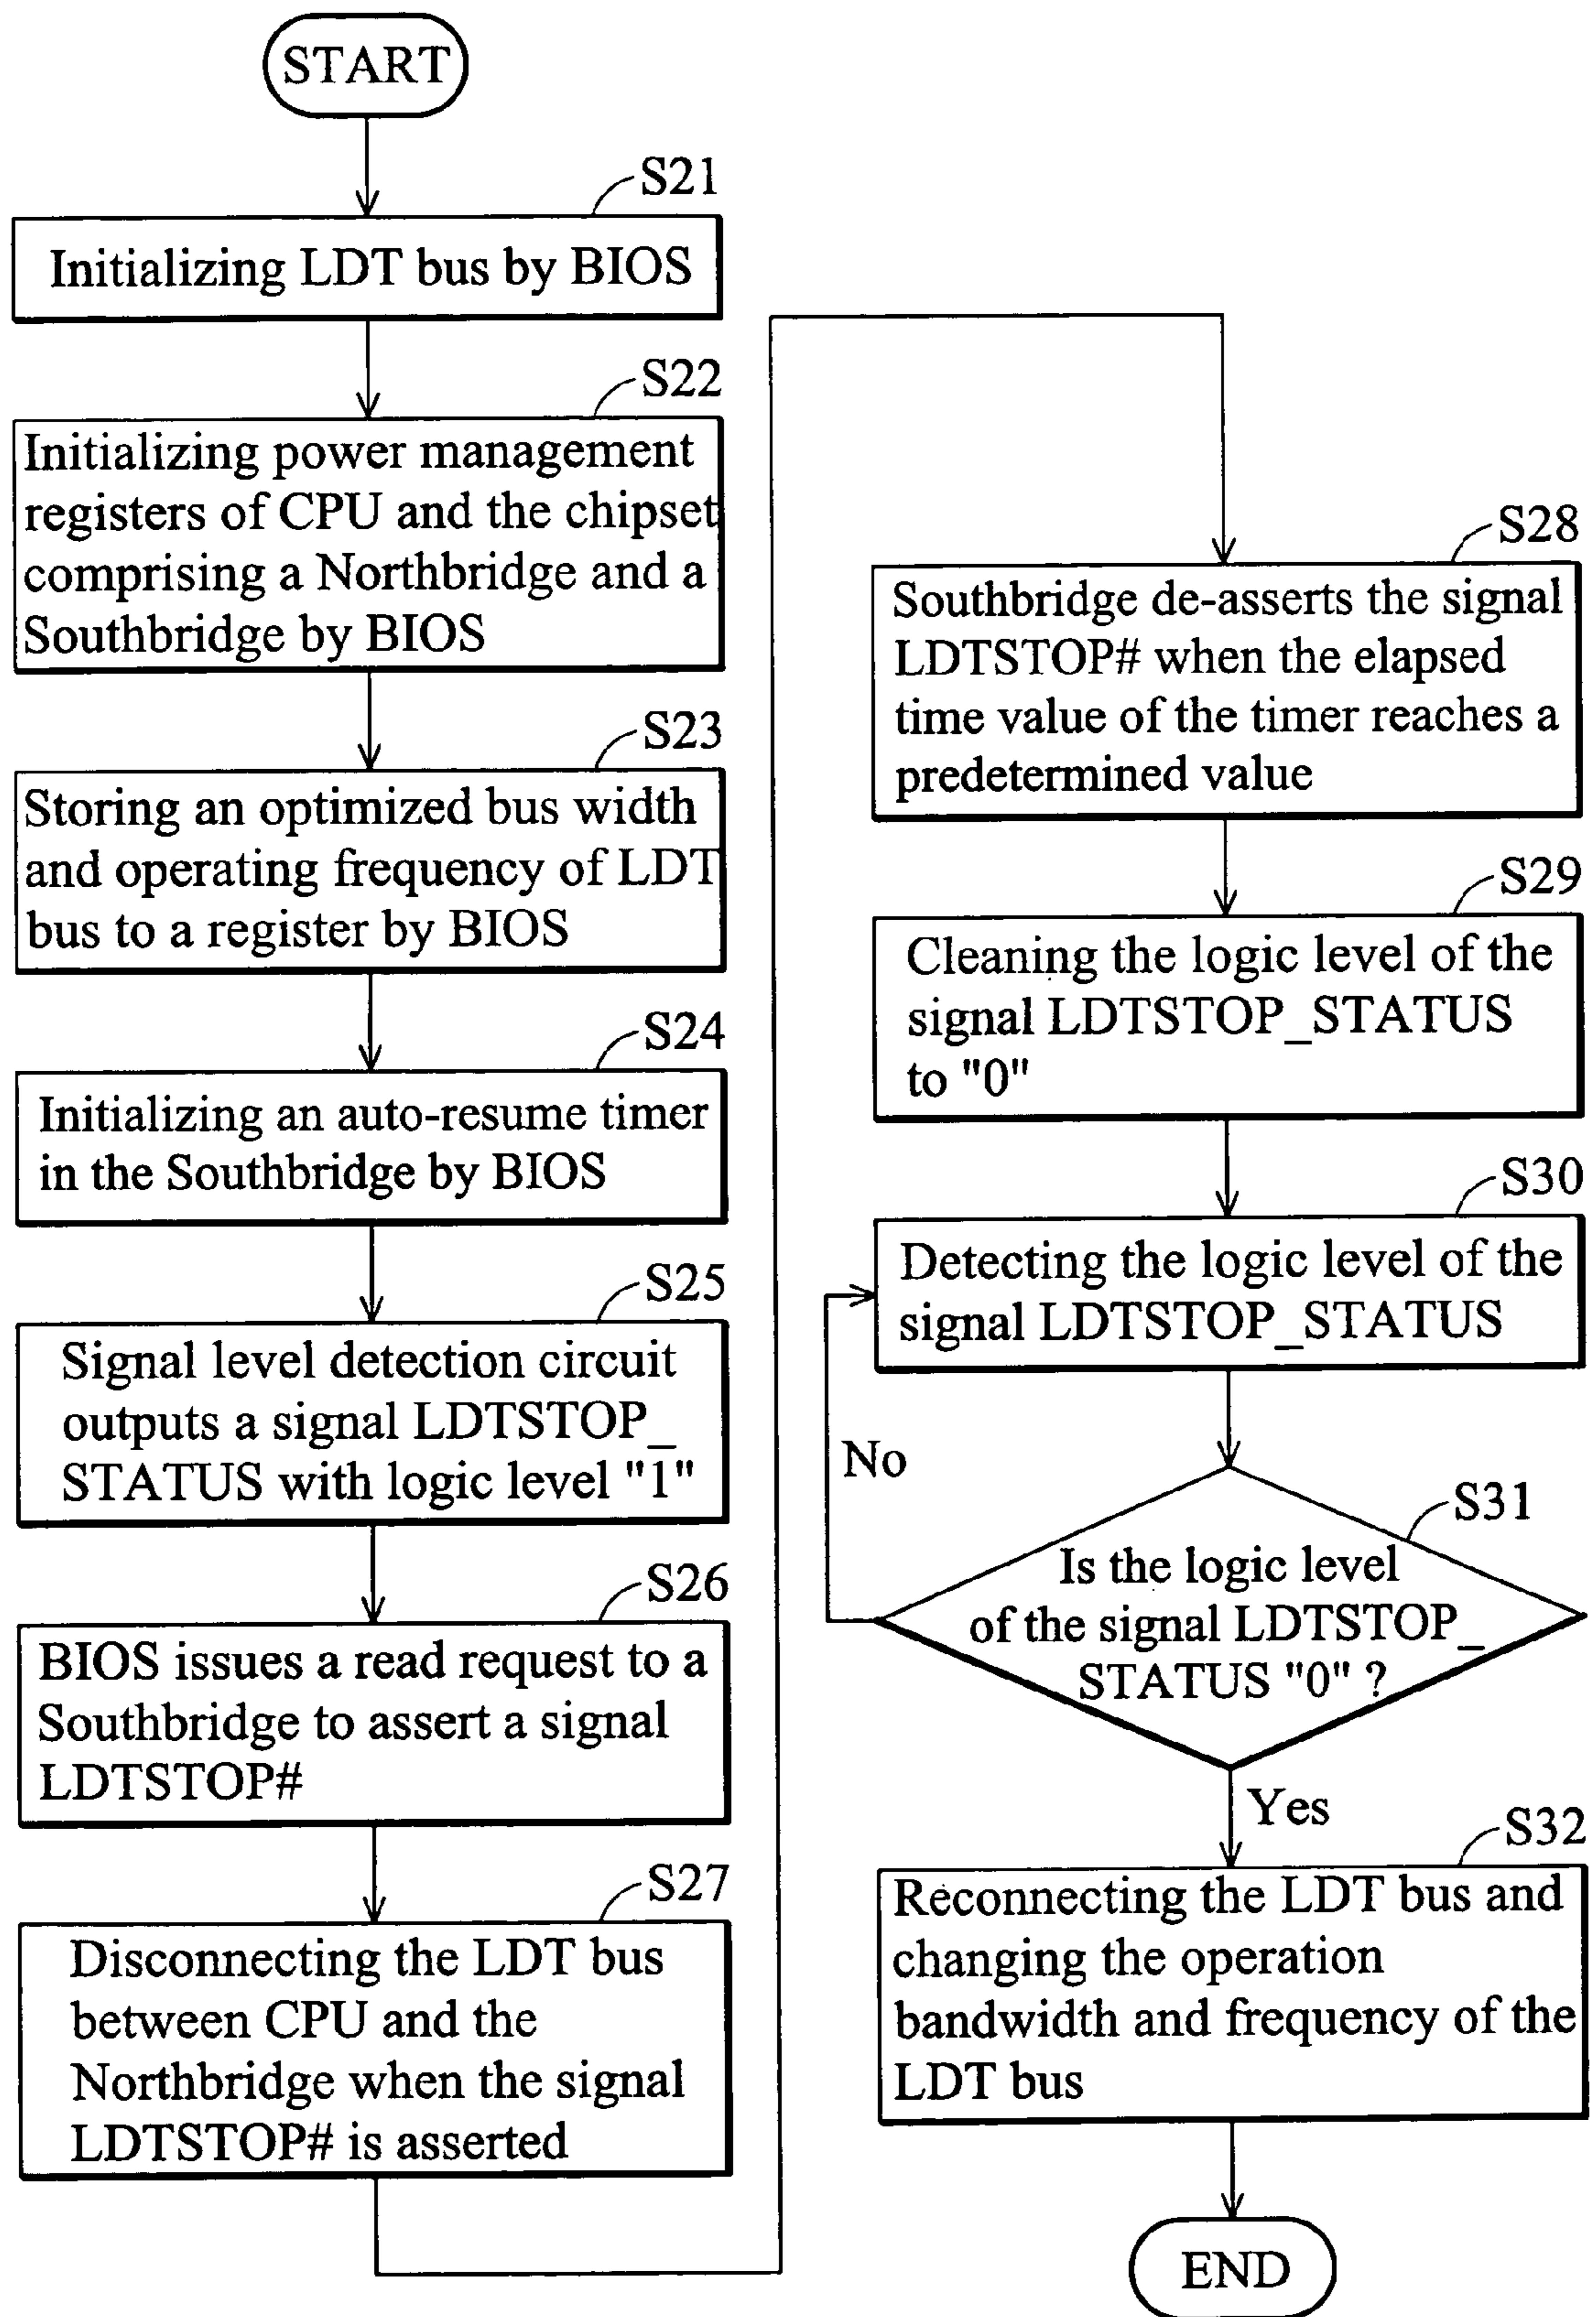 START
S21
Initializing LDT bus by BIOS
S22
Initializing power management
registers of CPU and the chipset
comprising a Northbridge and a
Southbridge by BIOS
S23
Storing an optimized bus width
and operating frequency of LDT
bus to a register by BIOS
S24
Initializing an auto-resume timer
in the Southbridge by BIOS
S25
Signal level detection circuit
outputs a signal LDTSTOP_
STATUS with logic level "1"
S26
BIOS issues a read request to a
Southbridge to assert a signal
LDTSTOP#
S27
Disconnecting the LDT bus
between CPU and the
Northbridge when the signal
LDTSTOP# is asserted
S28
Southbridge de-asserts the signal
LDTSTOP# when the elapsed
time value of the timer reaches a
predetermined value
S29
Cleaning the logic level of the
signal LDTSTOP_STATUS
to "0"
S30
Detecting the logic level of the
signal LDTSTOP_STATUS
No
S31
Is the logic level
of the signal LDTSTOP_
STATUS "0" ?
Yes
S32
Reconnecting the LDT bus and
changing the operation
bandwidth and frequency of the
LDT bus
END